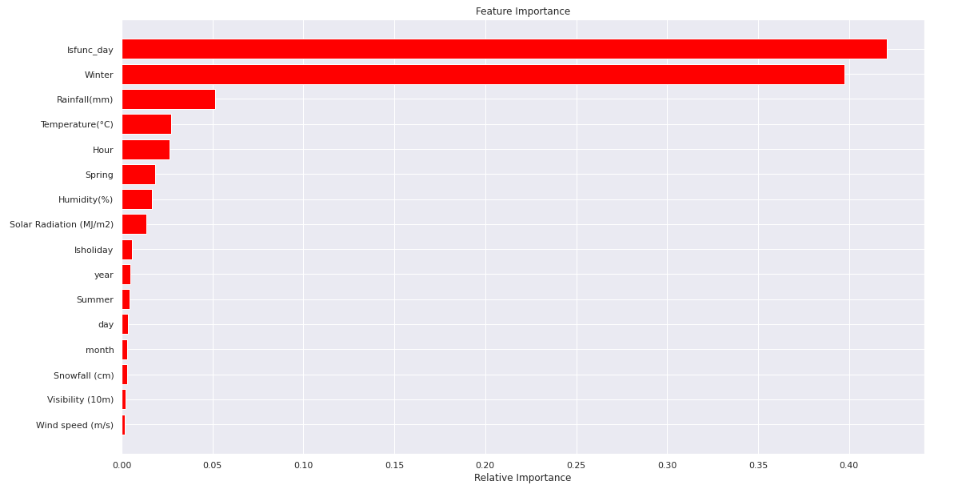 Feature Importance
Isfunc_day
Winter
Rainfall(mm)
Temperature(°C)
Hour
Spring
Humidity(%)
Solar Radiation (MJ/m2)
Isholiday
year
Summer
day
month
Snowfall (cm)
Visibility (10m)
Wind speed (m/s)
0.00 0.05 0.10 0.15 0.20 0.25 0.30 0.35 0.40
Relative Importance